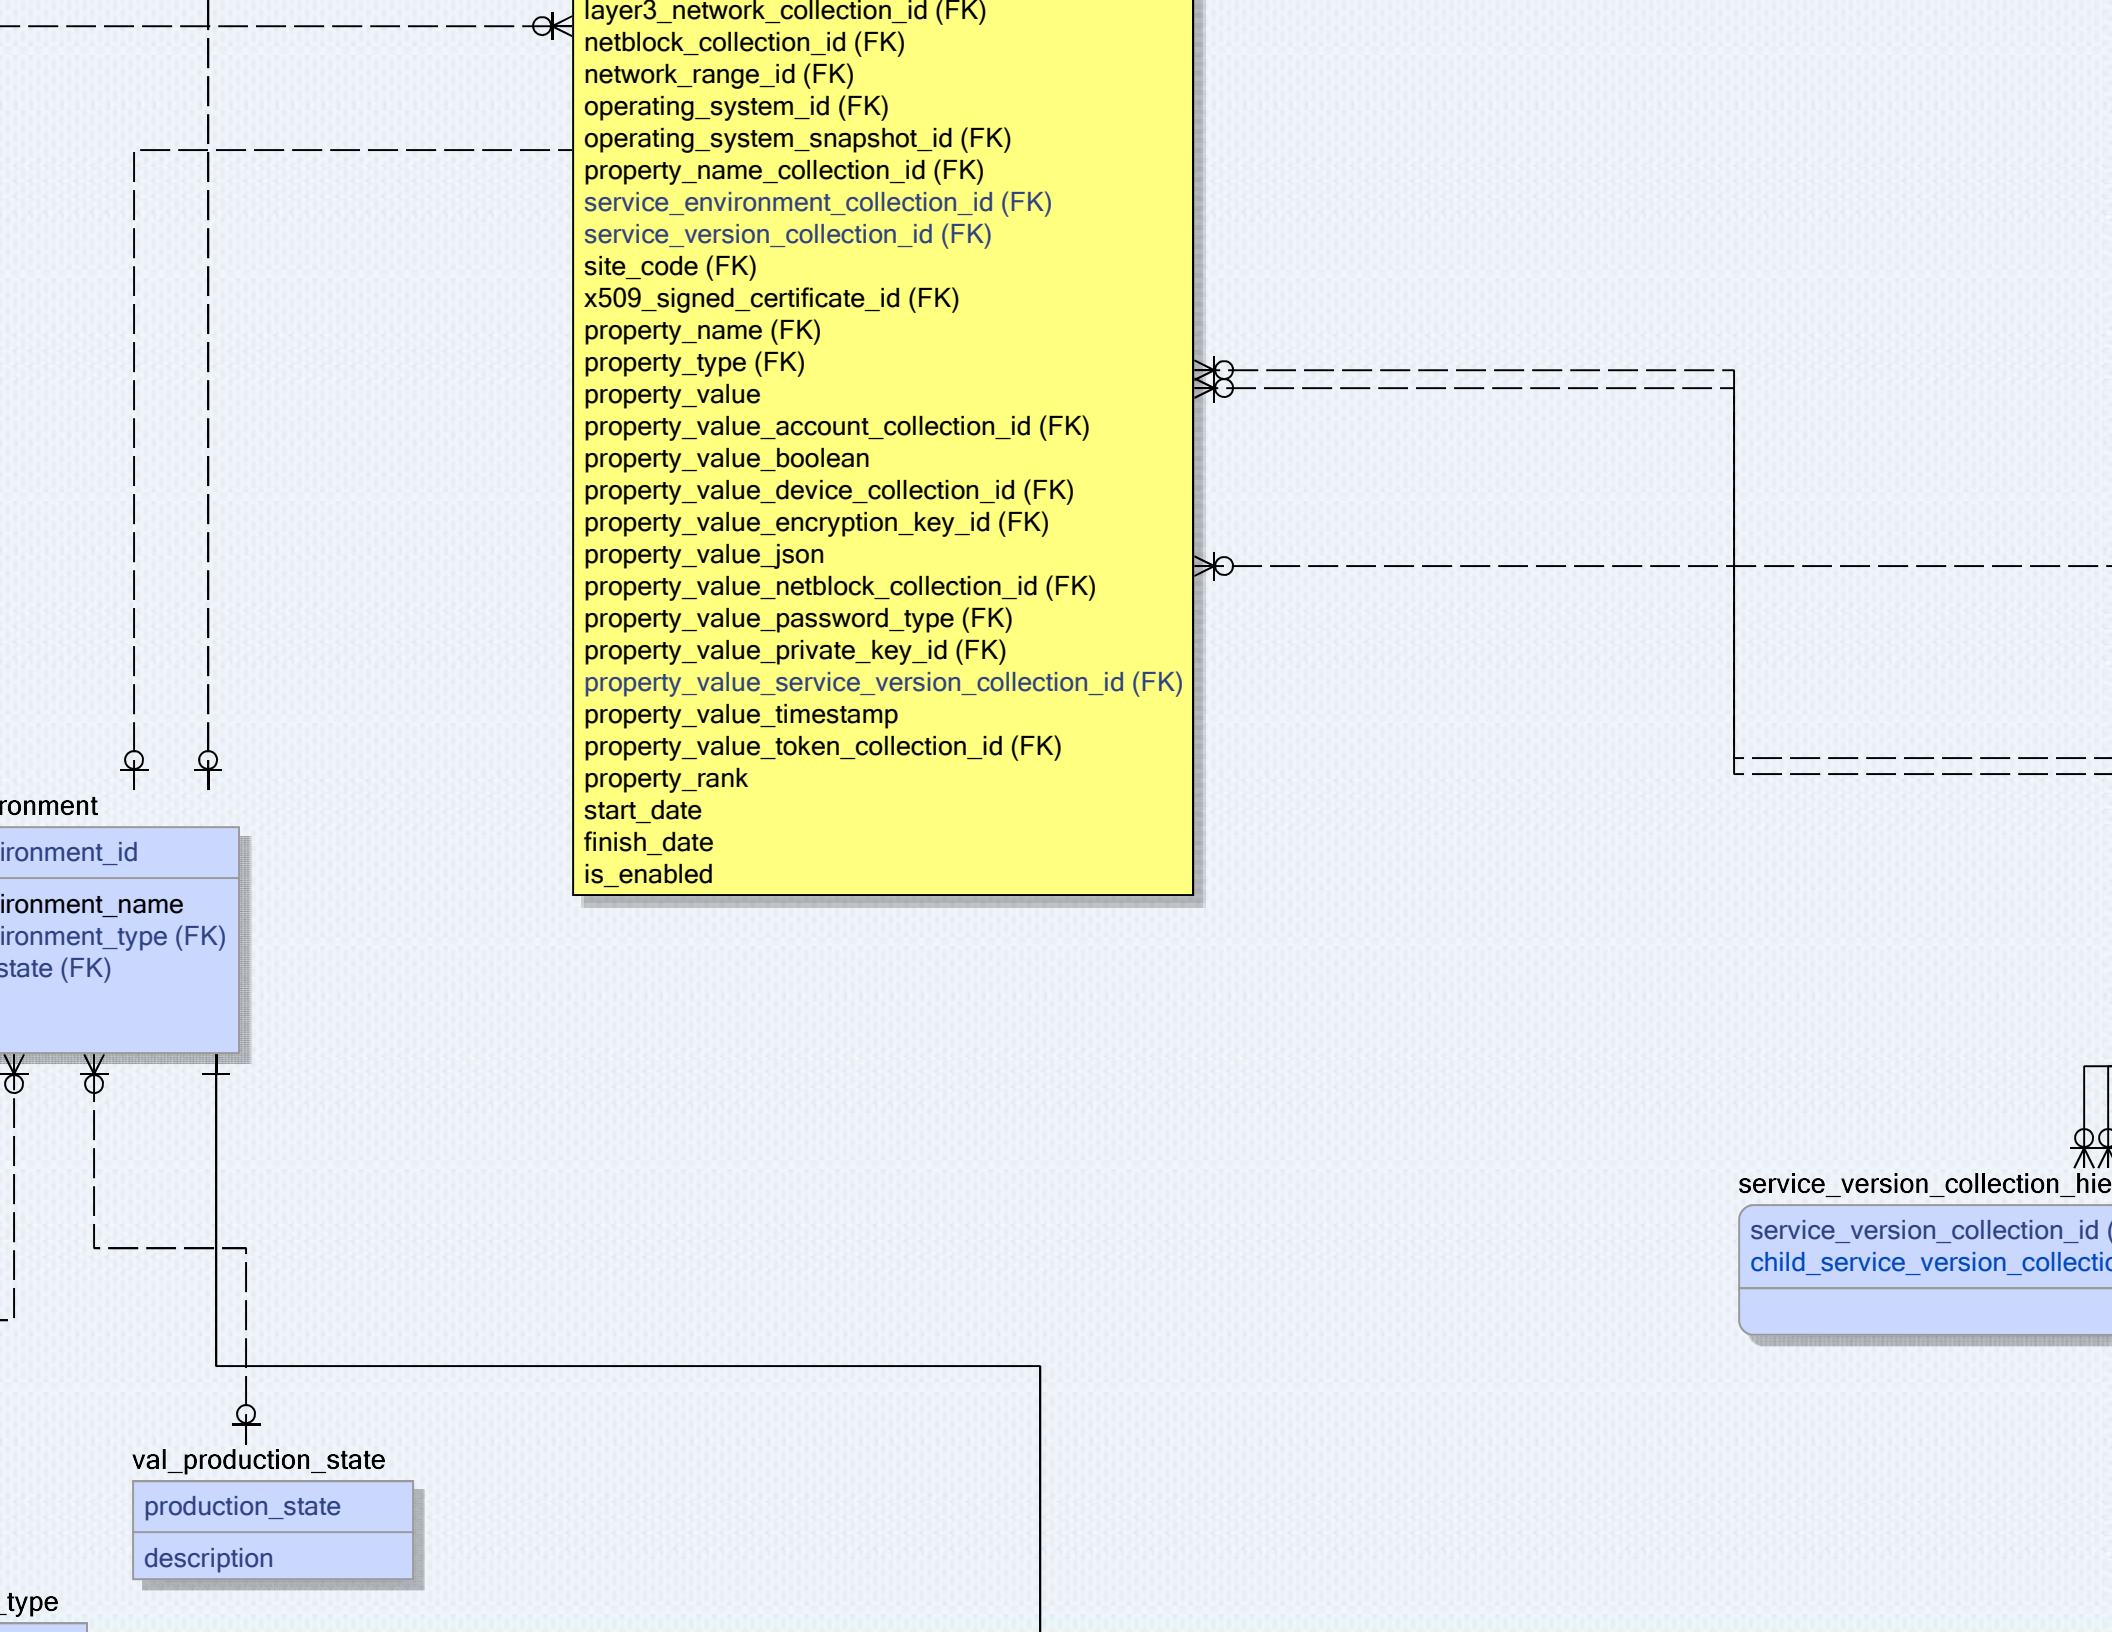 layer3_network_collection_id (FK)
netblock_collection_id (FK)
network_range_id (FK)
operating_system_id (FK)
operating_system_snapshot_id (FK)
property_name_collection_id (FK)
service_environment_collection_id (FK)
service_version_collection_id (FK)
site_code (FK)
x509_signed_certificate_id (FK)
property_name (FK)
property_type (FK)
property_value
property_value_account_collection_id (FK)
property_value_boolean
property_value_device_collection_id (FK)
property_value_encryption_key_id (FK)
property_value_json
property_value_netblock_collection_id (FK)
property_value_password_type (FK)
property_value_private_key_id (FK)
property_value_service_version_collection_id (FK)
property_value_timestamp
property_value_token_collection_id (FK)
property_rank
start_date
finish_date
is_enabled
ronment
ironment_id
ironment_name
ironment_type (FK)
state (FK)
service_version_collection_hie
service_version_collection_id (
child_service_version_collectic
val_production_state
production_state
description
_type